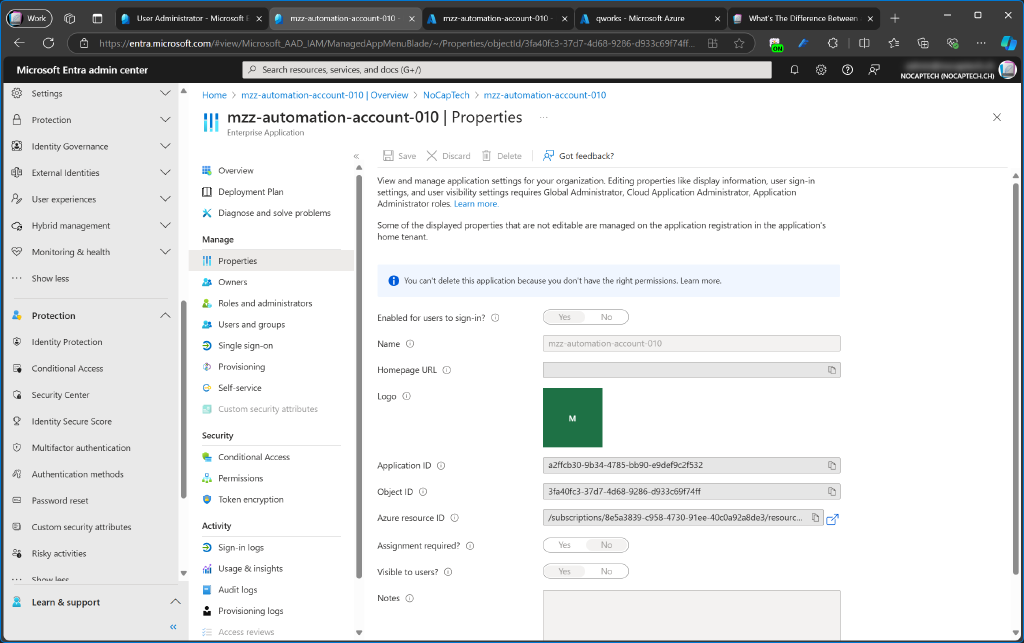 Work
User Administrator - Microsoft E
mzz-automation-account-010 -
mzz-automation-account-010 -
qworks - Microsoft Azure
What's The Difference Between
https://entra.microsoft.com/#view/Microsoft_AAD_IAM/ManagedAppMenuBlade/~/Properties/objectId/3fa40fc3-37d7-4d68-9286-d933c69f74ff...
ON
Microsoft Entra admin center
Search resources, services, and docs (G+/)
NOCAPTECH (NOCAPTECH.CH)
Settings
Protection
Identity Governance
External Identities
User experiences
Hybrid management
Monitoring & health
Show less
Protection
Identity Protection
Conditional Access
Security Center
Identity Secure Score
Multifactor authentication
Authentication methods
Password reset
Custom security attributes
Risky activities
Show less
Learn & support
Home > mzz-automation-account-010 | Overview > NoCapTech > mzz-automation-account-010
mzz-automation-account-010 | Properties ...
Enterprise Application
Overview
Deployment Plan
Diagnose and solve problems
Manage
Properties
Owners
Roles and administrators
Users and groups
Single sign-on
Provisioning
Self-service
Custom security attributes
Security
Conditional Access
Permissions
Token encryption
Activity
Sign-in logs
Usage & insights
Audit logs
Provisioning logs
Access reviews
Save Discard Delete Got feedback?
View and manage application settings for your organization. Editing properties like display information, user sign-in
settings, and user visibility settings requires Global Administrator, Cloud Application Administrator, Application
Administrator roles. Learn more.
Some of the displayed properties that are not editable are managed on the application registration in the application's
home tenant.
You can't delete this application because you don't have the right permissions. Learn more.
Enabled for users to sign-in? Yes No
Name mzz-automation-account-010
Homepage URL
Logo
M
Application ID a2ffcb30-9b34-4785-bb90-e9def9c2f532
Object ID 3fa40fc3-37d7-4d68-9286-d933c69f74ff
Azure resource ID /subscriptions/8e5a3839-c958-4730-91ee-40c0a92a8de3/resourc...
Assignment required? Yes No
Visible to users? Yes No
Notes